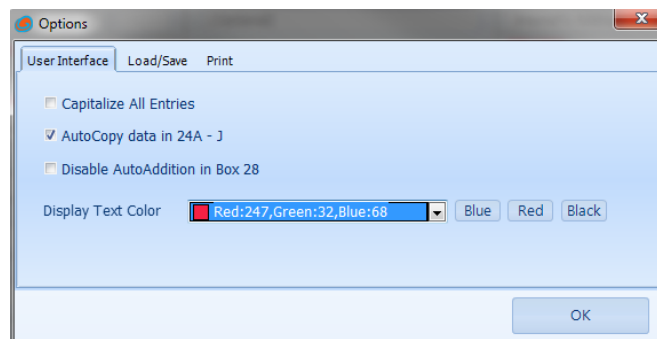 Options
User Interface Load/Save Print
Capitalize All Entries
AutoCopy data in 24A - J
Disable AutoAddition in Box 28
Display Text Color Red:247,Green:32,Blue:68 Blue Red Black
OK